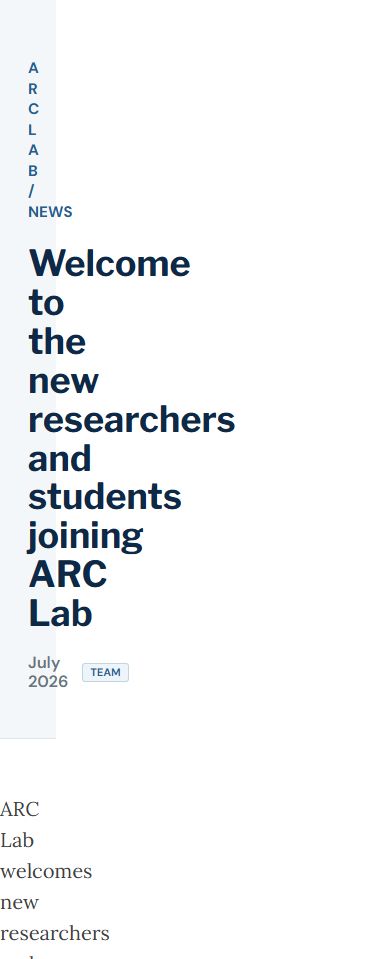 A
R
C
L
A
B
/
NEWS
Welcome
to
the
new
researchers
and
students
joining
ARC
Lab
July
2026
TEAM
ARC
Lab
welcomes
new
researchers